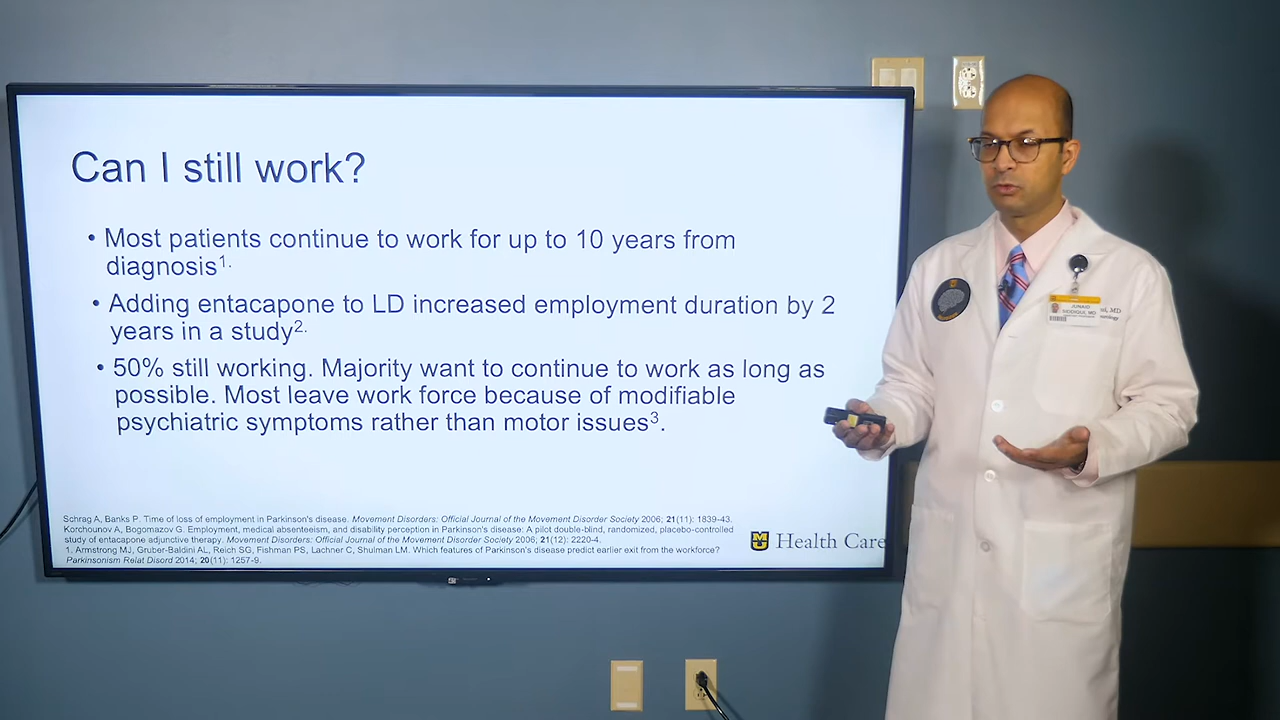 Can I still work?
• Most patients continue to work for up to 10 years from
diagnosis1.
• Adding entacapone to LD increased employment duration by 2
years in a study2.
• 50% still working. Majority want to continue to work as long as
possible. Most leave work force because of modifiable
psychiatric symptoms rather than motor issues3.
Schrag A, Banks P. Time of loss of employment in Parkinson's disease. Movement Disorders: Official Journal of the Movement Disorder Society 2006; 21(11): 1839-43.
Korchounov A, Bogomazov G. Employment, medical absenteeism, and disability perception in Parkinson's disease: A pilot double-blind, randomized, placebo-controlled
study of entacapone adjunctive therapy. Movement Disorders: Official Journal of the Movement Disorder Society 2006; 21(12): 2220-4.
1. Armstrong MJ, Gruber-Baldini AL, Reich SG, Fishman PS, Lachner C, Shulman LM. Which features of Parkinson's disease predict earlier exit from the workforce?
Parkinsonism Relat Disord 2014; 20(11): 1257-9.
Health Care
JUNAID
MD